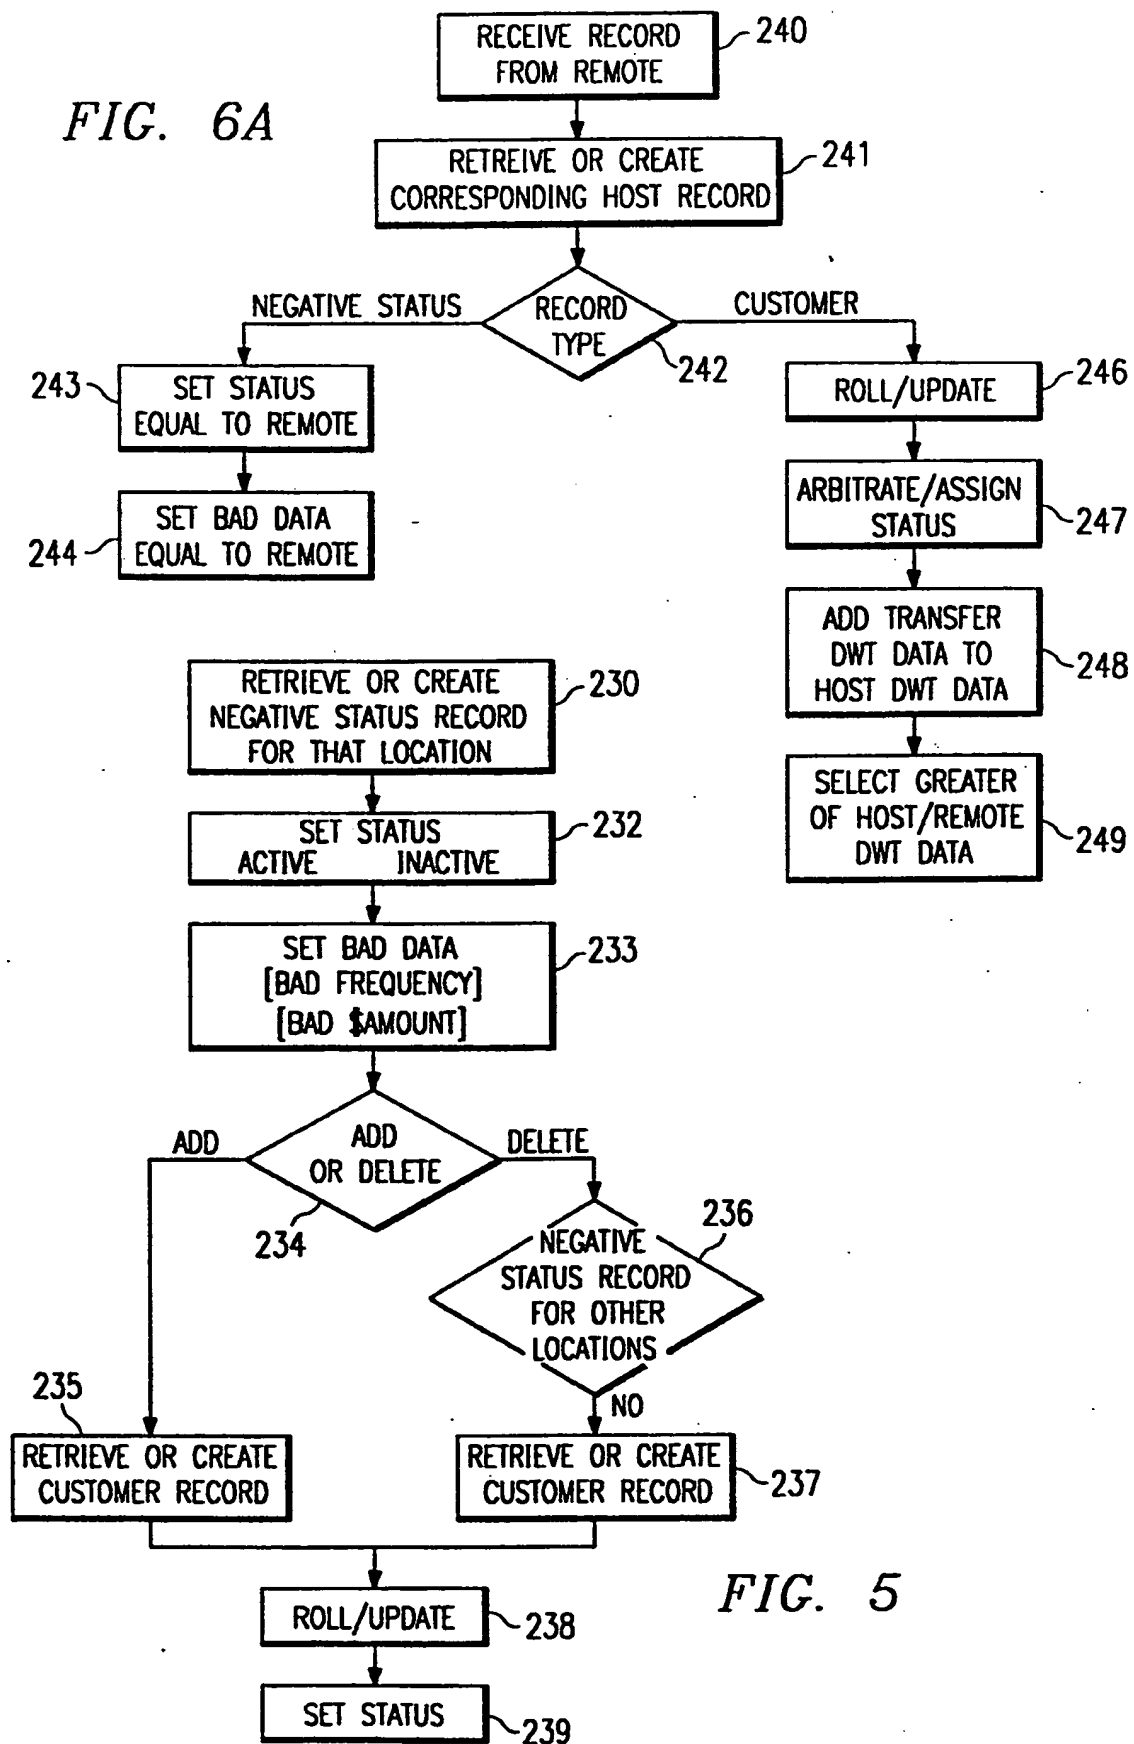 FIG. 6A
RECEIVE RECORD
FROM REMOTE
240
RETREIVE OR CREATE
CORRESPONDING HOST RECORD
241
RECORD
TYPE
242
NEGATIVE STATUS
CUSTOMER
243
SET STATUS
EQUAL TO REMOTE
244
SET BAD DATA
EQUAL TO REMOTE
ROLL/UPDATE
246
ARBITRATE/ASSIGN
STATUS
247
ADD TRANSFER
DWT DATA TO
HOST DWT DATA
248
SELECT GREATER
OF HOST/REMOTE
DWT DATA
249
RETRIEVE OR CREATE
NEGATIVE STATUS RECORD
FOR THAT LOCATION
230
SET STATUS
ACTIVE INACTIVE
232
SET BAD DATA
[BAD FREQUENCY]
[BAD $AMOUNT]
233
ADD
OR DELETE
234
ADD
DELETE
NEGATIVE
STATUS RECORD
FOR OTHER
LOCATIONS
236
NO
235
RETRIEVE OR CREATE
CUSTOMER RECORD
RETRIEVE OR CREATE
CUSTOMER RECORD
237
ROLL/UPDATE
238
SET STATUS
239
FIG. 5